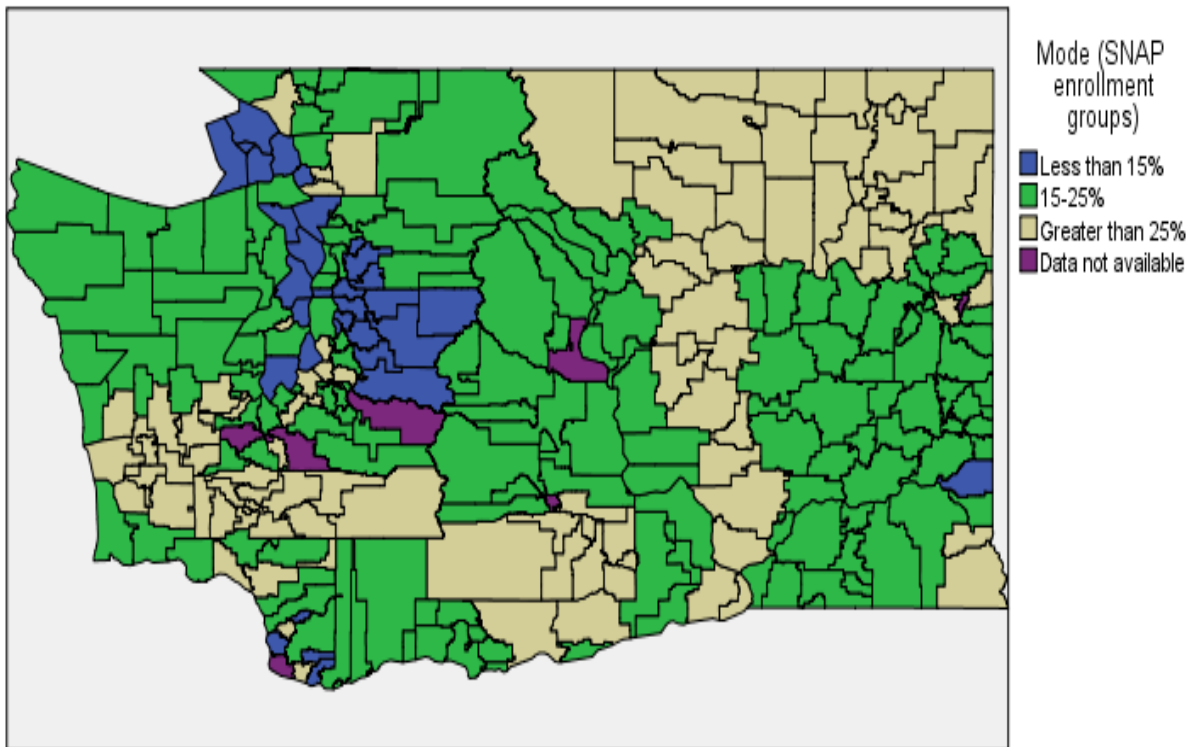 Mode (SNAP
enrollment
groups)
Less than 15%
15-25%
Greater than 25%
Data not available